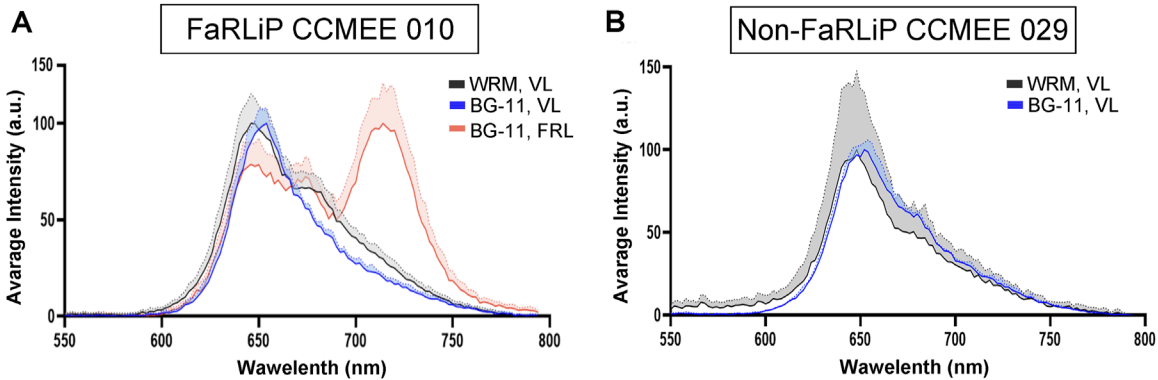 A
FaRLiP CCMEE 010
150
100
50
0
Avarage Intensity (a.u.)
WRM, VL
BG-11, VL
BG-11, FRL
550
600
650
700
750
800
Wawelenth (nm)
B
Non-FaRLiP CCMEE 029
150
100
50
0
Avarage Intensity (a.u.)
WRM, VL
BG-11, VL
550
600
650
700
750
800
Wawelenth (nm)